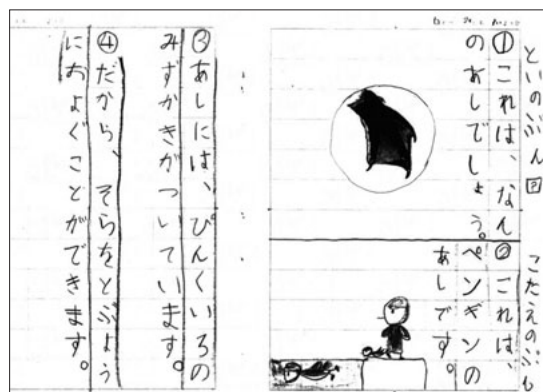 といのぶん問
①これは、なん
のあしでしょう。
こたえのぶん
②これは、
ペンギンの
あしです。
③あしには、ぴんくいろの
みずかきがついています。
④だから、そらをとぶよう
におよぐことができます。